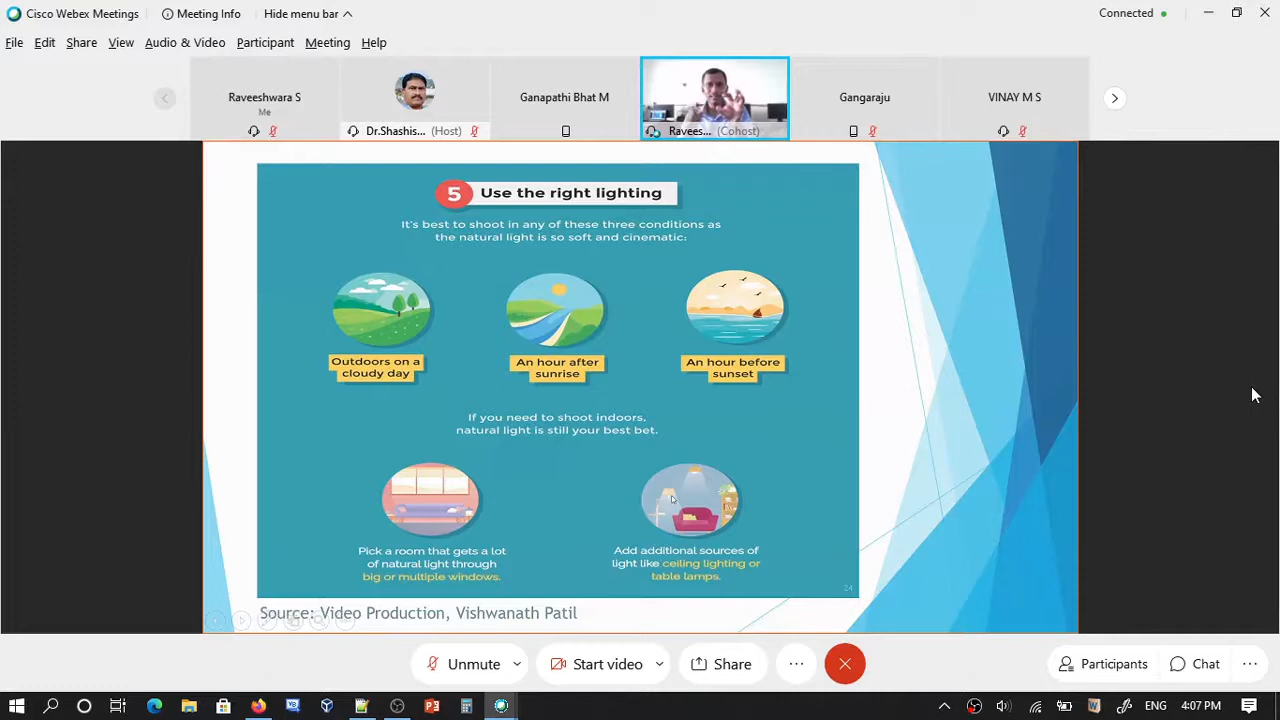 Cisco Webex Meetings
Meeting Info
Hide menu bar
Connected
File Edit Share View Audio & Video Participant Meeting Help
Raveeshwara S
Me
Dr.Shashis... (Host)
Ganapathi Bhat M
Ravees... (Cohost)
Gangaraju
VINAY M S
5 Use the right lighting
It's best to shoot in any of these three conditions as
the natural light is so soft and cinematic:
Outdoors on a
cloudy day
An hour after
sunrise
An hour before
sunset
If you need to shoot indoors,
natural light is still your best bet.
Pick a room that gets a lot
of natural light through
big or multiple windows.
Add additional sources of
light like ceiling lighting or
table lamps.
24
Source: Video Production, Vishwanath Patil
Unmute
Start video
Share
Participants
Chat
ENG
4:07 PM